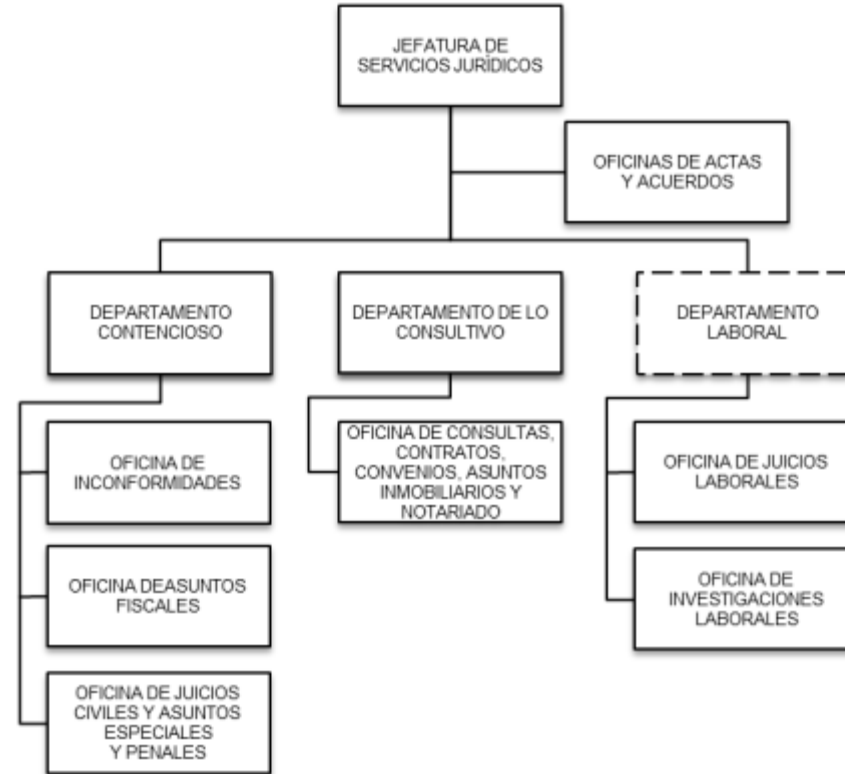 JEFATURA DE
SERVICIOS JURÍDICOS
OFICINAS DE ACTAS
Y ACUERDOS
DEPARTAMENTO
CONTENCIOSO
DEPARTAMENTO DE LO
CONSULTIVO
DEPARTAMENTO
LABORAL
OFICINA DE
INCONFORMIDADES
OFICINA DE CONSULTAS,
CONTRATOS,
CONVENIOS, ASUNTOS
INMOBILIARIOS Y
NOTARIADO
OFICINA DE JUICIOS
LABORALES
OFICINA DEASUNTOS
FISCALES
OFICINA DE
INVESTIGACIONES
LABORALES
OFICINA DE JUICIOS
CIVILES Y ASUNTOS
ESPECIALES
Y PENALES